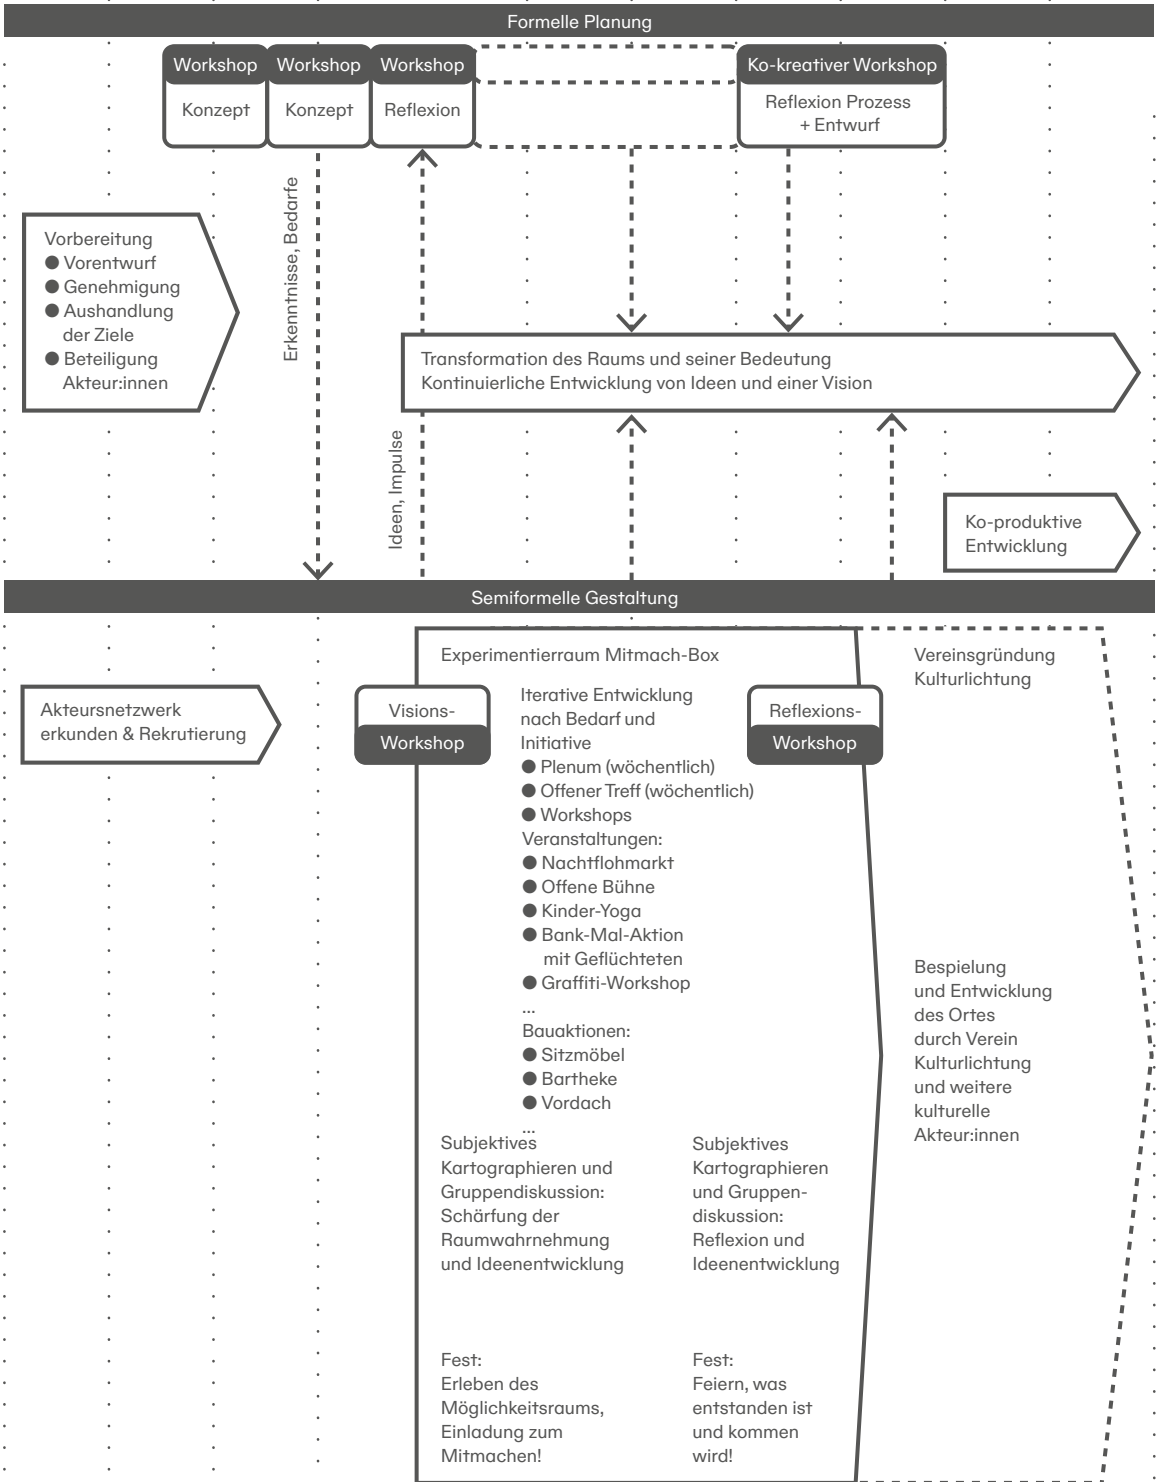 Formelle Planung
Workshop
Konzept
Workshop
Konzept
Workshop
Reflexion
Ko-kreativer Workshop
Reflexion Prozess
+ Entwurf
Erkenntnisse, Bedarfe
Vorbereitung
● Vorentwurf
● Genehmigung
● Aushandlung
der Ziele
● Beteiligung
Akteur:innen
Transformation des Raums und seiner Bedeutung
Kontinuierliche Entwicklung von Ideen und einer Vision
Ideen, Impulse
Ko-produktive
Entwicklung
Semiformelle Gestaltung
Akteursnetzwerk
erkunden & Rekrutierung
Experimentierraum Mitmach-Box
Visions-
Workshop
Iterative Entwicklung
nach Bedarf und
Initiative
● Plenum (wöchentlich)
● Offener Treff (wöchentlich)
● Workshops
Veranstaltungen:
● Nachtflohmarkt
● Offene Bühne
● Kinder-Yoga
● Bank-Mal-Aktion
mit Geflüchteten
● Graffiti-Workshop
...
Bauaktionen:
● Sitzmöbel
● Bartheke
● Vordach
...
Reflexions-
Workshop
Subjektives
Kartographieren und
Gruppendiskussion:
Schärfung der
Raumwahrnehmung
und Ideenentwicklung
Subjektives
Kartographieren
und Gruppen-
diskussion:
Reflexion und
Ideenentwicklung
Fest:
Erleben des
Möglichkeitsraums,
Einladung zum
Mitmachen!
Fest:
Feiern, was
entstanden ist
und kommen
wird!
Vereinsgründung
Kulturlichtung
Bespielung
und Entwicklung
des Ortes
durch Verein
Kulturlichtung
und weitere
kulturelle
Akteur:innen